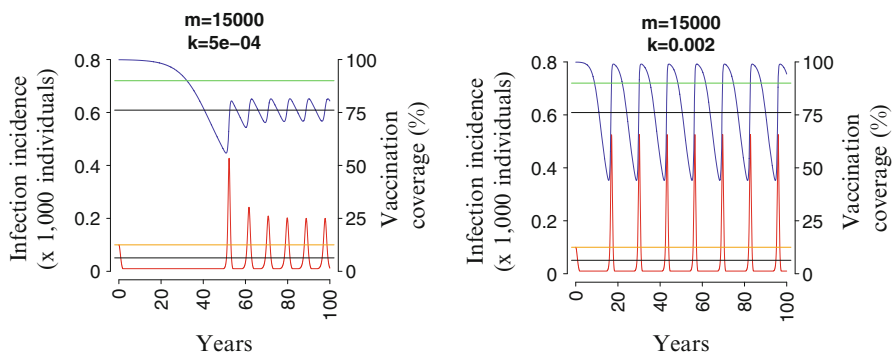 m=15000
k=5e-04
Infection incidence
(x 1,000 individuals)
0.8
0.6
0.4
0.2
0
100
75
50
25
0
Vaccination
coverage (%)
0
20
40
60
80
100
Years
m=15000
k=0.002
Infection incidence
(x 1,000 individuals)
0.8
0.6
0.4
0.2
0
100
75
50
25
0
Vaccination
coverage (%)
0
20
40
60
80
100
Years